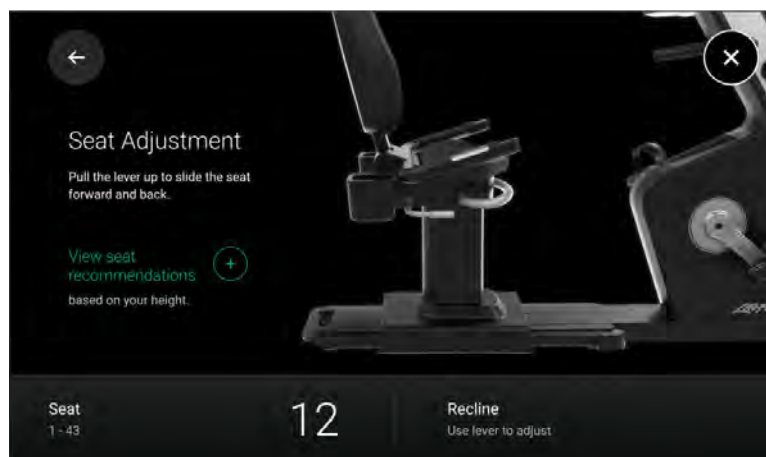 Seat Adjustment
Pull the lever up to slide the seat
forward and back.
View seat
recommendations
based on your height.
Seat
1 - 43
12
Recline
Use lever to adjust